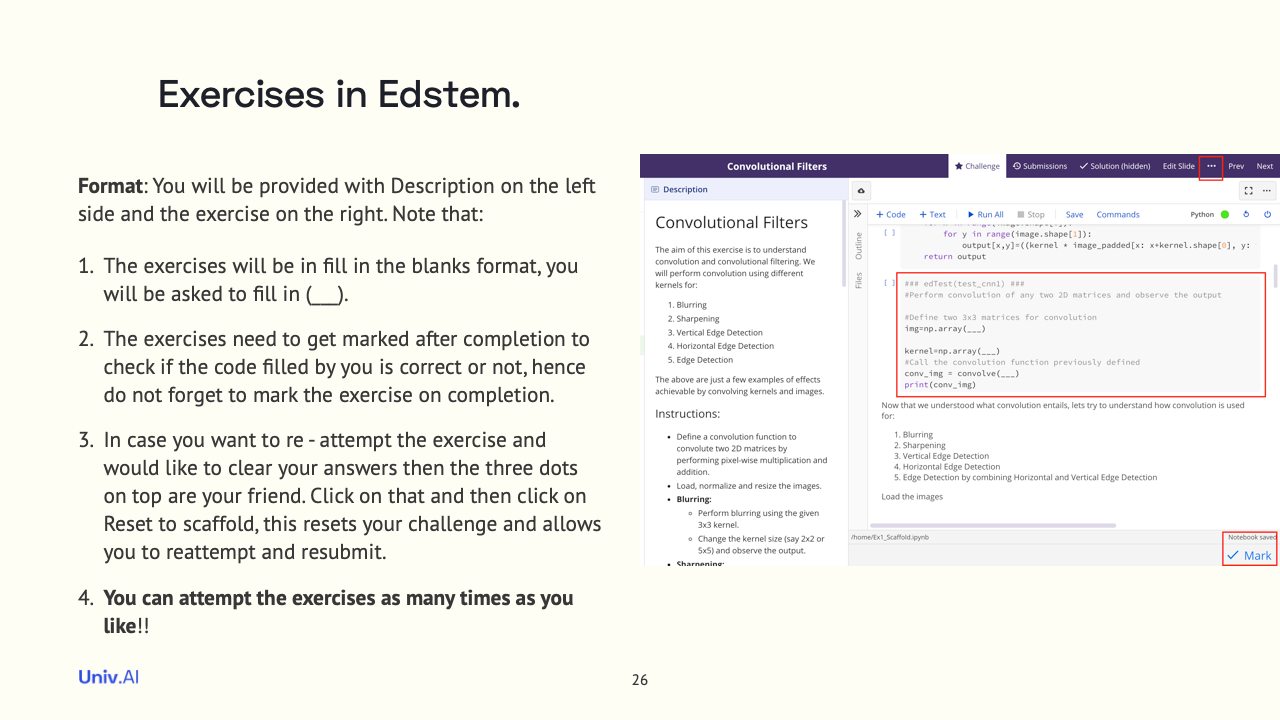 Exercises in Edstem.
Format: You will be provided with Description on the left
side and the exercise on the right. Note that:
1. The exercises will be in fill in the blanks format, you
will be asked to fill in (___).
2. The exercises need to get marked after completion to
check if the code filled by you is correct or not, hence
do not forget to mark the exercise on completion.
3. In case you want to re - attempt the exercise and
would like to clear your answers then the three dots
on top are your friend. Click on that and then click on
Reset to scaffold, this resets your challenge and allows
you to reattempt and resubmit.
4. You can attempt the exercises as many times as you
like!!
Univ.AI
26
Convolutional Filters
Challenge
Submissions
Solution (hidden)
Edit Slide
...
Prev
Next
Description
Convolutional Filters
The aim of this exercise is to understand
convolution and convolutional filtering. We
will perform convolution using different
kernels for:
1. Blurring
2. Sharpening
3. Vertical Edge Detection
4. Horizontal Edge Detection
5. Edge Detection
The above are just a few examples of effects
achievable by convolving kernels and images.
Instructions:
• Define a convolution function to
convolute two 2D matrices by
performing pixel-wise multiplication and
addition.
• Load, normalize and resize the images.
• Blurring:
◦ Perform blurring using the given
3x3 kernel.
◦ Change the kernel size (say 2x2 or
5x5) and observe the output.
• Sharpening:
Outline
Files
+ Code
+ Text
Run All
Stop
Save
Commands
Python
[ ]
for y in range(image.shape[1]):
output[x,y]=((kernel * image_padded[x: x+kernel.shape[0], y:
return output
[ ]
### edTest(test_cnn1) ###
#Perform convolution of any two 2D matrices and observe the output
#Define two 3x3 matrices for convolution
img=np.array(___)
kernel=np.array(___)
#Call the convolution function previously defined
conv_img = convolve(___)
print(conv_img)
Now that we understood what convolution entails, lets try to understand how convolution is used
for:
1. Blurring
2. Sharpening
3. Vertical Edge Detection
4. Horizontal Edge Detection
5. Edge Detection by combining Horizontal and Vertical Edge Detection
Load the images
/home/Ex1_Scaffold.ipynb
Notebook saved
Mark